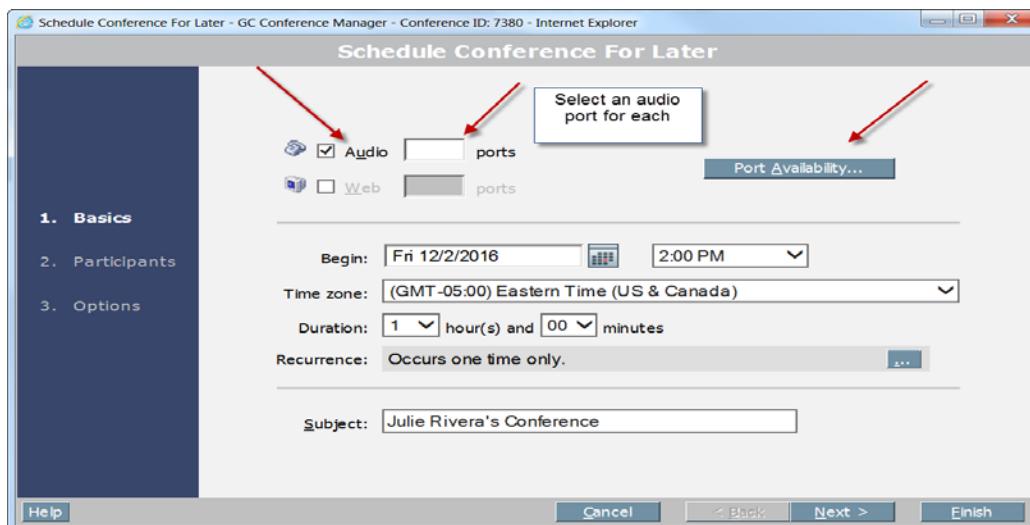 Schedule Conference For Later - GC Conference Manager - Conference ID: 7380 - Internet Explorer
Schedule Conference For Later
Select an audio
port for each
Audio ports
Port Availability...
Web ports
1. Basics
2. Participants
3. Options
Begin: Fri 12/2/2016 2:00 PM
Time zone: (GMT-05:00) Eastern Time (US & Canada)
Duration: 1 hour(s) and 00 minutes
Recurrence: Occurs one time only. ...
Subject: Julie Rivera's Conference
Help Cancel < Back Next > Finish